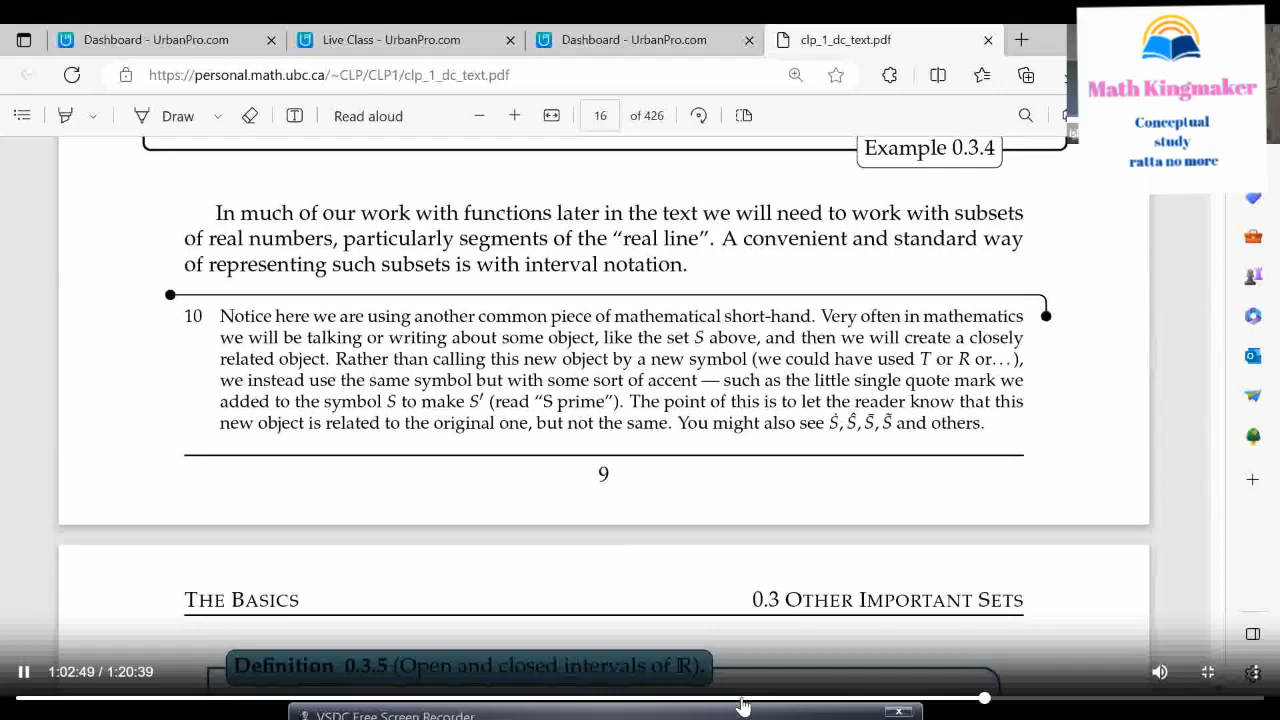 Dashboard - UrbanPro.com
Live Class - UrbanPro.com
Dashboard - UrbanPro.com
clp_1_dc_text.pdf
https://personal.math.ubc.ca/~CLP/CLP1/clp_1_dc_text.pdf
Draw
Read aloud
16 of 426
Math Kingmaker
Conceptual
study
ratta no more
Example 0.3.4
In much of our work with functions later in the text we will need to work with subsets
of real numbers, particularly segments of the “real line”. A convenient and standard way
of representing such subsets is with interval notation.
10 Notice here we are using another common piece of mathematical short-hand. Very often in mathematics
we will be talking or writing about some object, like the set S above, and then we will create a closely
related object. Rather than calling this new object by a new symbol (we could have used T or R or. . . ),
we instead use the same symbol but with some sort of accent — such as the little single quote mark we
added to the symbol S to make S′ (read “S prime”). The point of this is to let the reader know that this
new object is related to the original one, but not the same. You might also see Ṡ, Ŝ, S̄, S̃ and others.
9
THE BASICS
0.3 OTHER IMPORTANT SETS
Definition 0.3.5 (Open and closed intervals of ℝ).
1:02:49 / 1:20:39
VSDC Free Screen Recorder